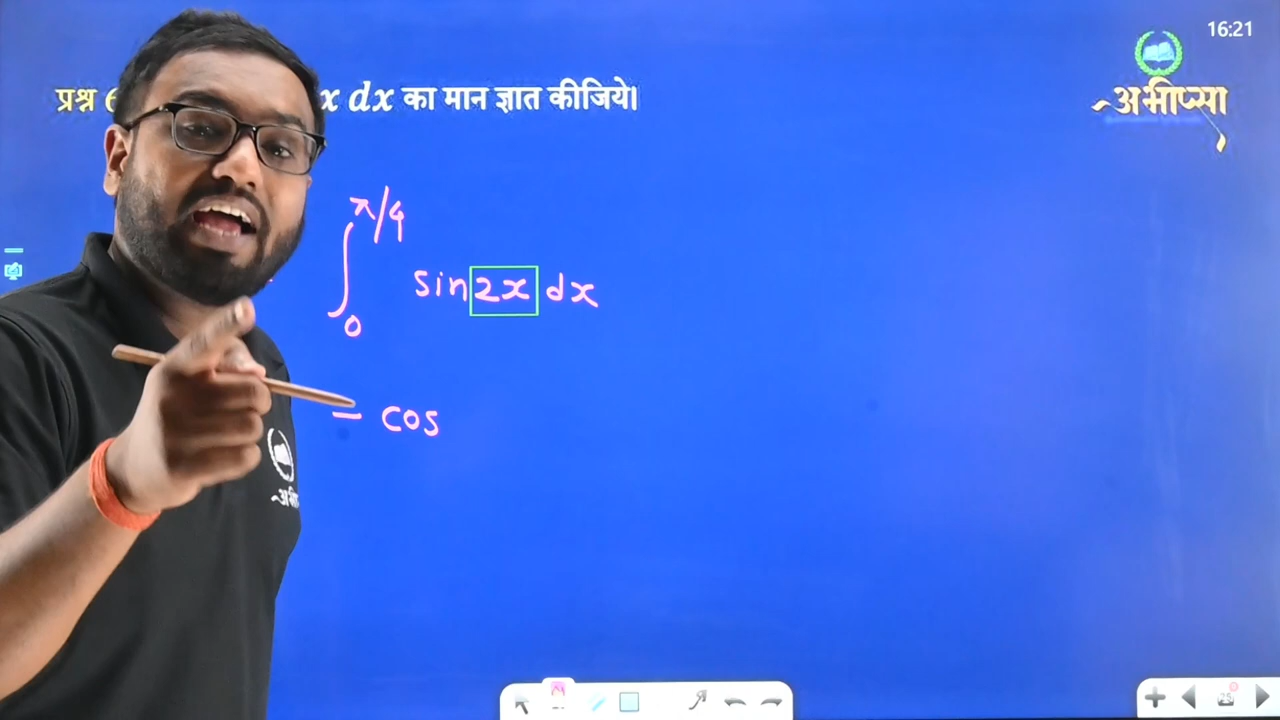 16:21
प्रश्न x dx का मान ज्ञात कीजिये।
अभीप्सा
π/4
∫ sin 2x dx
0
– cos